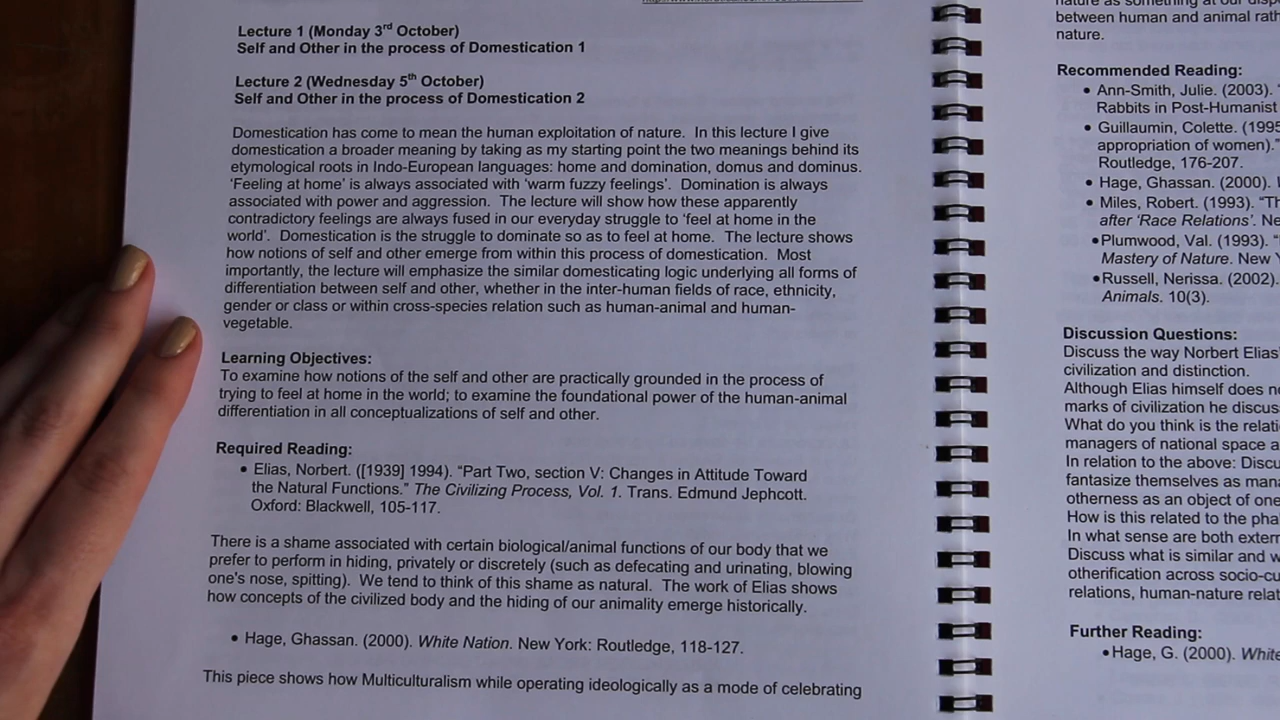 Lecture 1 (Monday 3rd October)
Self and Other in the process of Domestication 1
Lecture 2 (Wednesday 5th October)
Self and Other in the process of Domestication 2
Domestication has come to mean the human exploitation of nature. In this lecture I give
domestication a broader meaning by taking as my starting point the two meanings behind its
etymological roots in Indo-European languages: home and domination, domus and dominus.
'Feeling at home' is always associated with 'warm fuzzy feelings'. Domination is always
associated with power and aggression. The lecture will show how these apparently
contradictory feelings are always fused in our everyday struggle to 'feel at home in the
world'. Domestication is the struggle to dominate so as to feel at home. The lecture shows
how notions of self and other emerge from within this process of domestication. Most
importantly, the lecture will emphasize the similar domesticating logic underlying all forms of
differentiation between self and other, whether in the inter-human fields of race, ethnicity,
gender or class or within cross-species relation such as human-animal and human-
vegetable.
Learning Objectives:
To examine how notions of the self and other are practically grounded in the process of
trying to feel at home in the world; to examine the foundational power of the human-animal
differentiation in all conceptualizations of self and other.
Required Reading:
• Elias, Norbert. ([1939] 1994). "Part Two, section V: Changes in Attitude Toward
the Natural Functions." The Civilizing Process, Vol. 1. Trans. Edmund Jephcott.
Oxford: Blackwell, 105-117.
There is a shame associated with certain biological/animal functions of our body that we
prefer to perform in hiding, privately or discretely (such as defecating and urinating, blowing
one's nose, spitting). We tend to think of this shame as natural. The work of Elias shows
how concepts of the civilized body and the hiding of our animality emerge historically.
• Hage, Ghassan. (2000). White Nation. New York: Routledge, 118-127.
This piece shows how Multiculturalism while operating ideologically as a mode of celebrating
nature as something at our
between human and animal
nature.
Recommended Reading:
• Ann-Smith, Julie. (2003).
Rabbits in Post-Humanist
• Guillaumin, Colette. (1995
appropriation of women)."
Routledge, 176-207.
• Hage, Ghassan. (2000).
• Miles, Robert. (1993).
after 'Race Relations'.
• Plumwood, Val. (1993).
Mastery of Nature. New
• Russell, Nerissa. (2002)
Animals. 10(3).
Discussion Questions:
Discuss the way Norbert Elias'
civilization and distinction.
Although Elias himself does
marks of civilization he
What do you think is the
managers of national space
In relation to the above:
fantasize themselves as
otherness as an object of one
How is this related to the
In what sense are both
Discuss what is similar and
otherification across
relations, human-nature
Further Reading:
• Hage, G. (2000). White